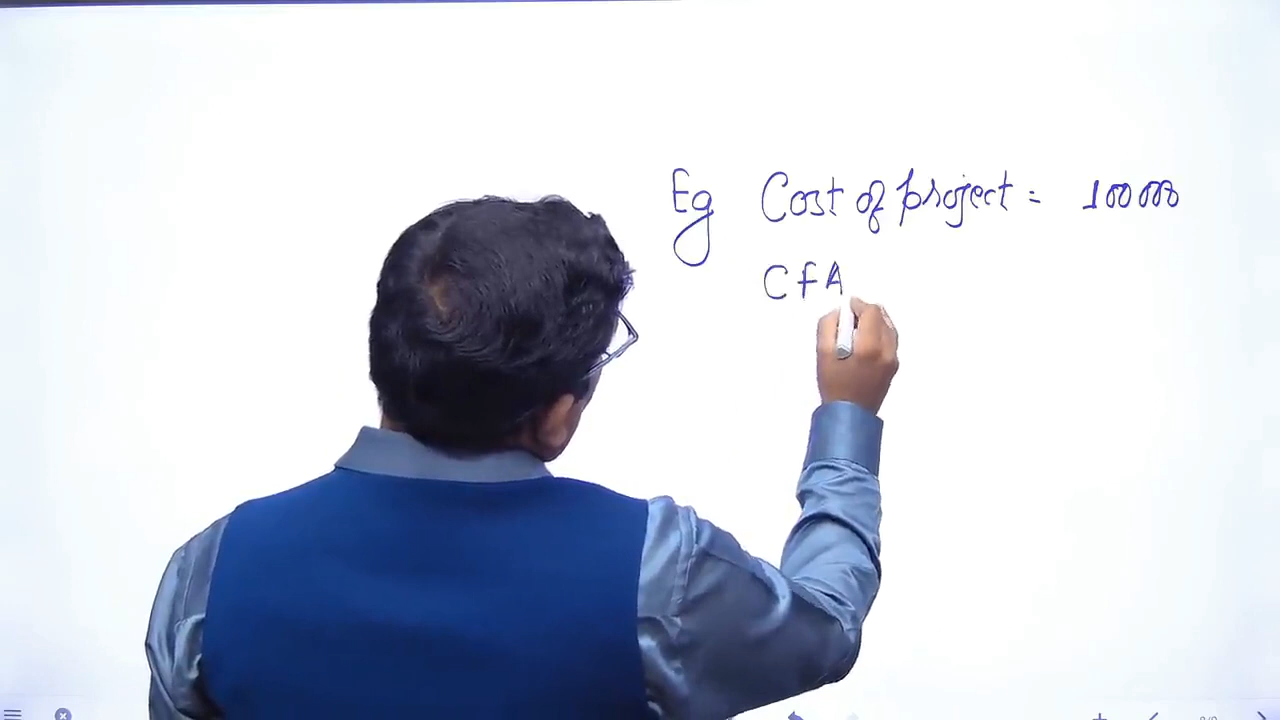 Eg Cost of project = 100000
CFA